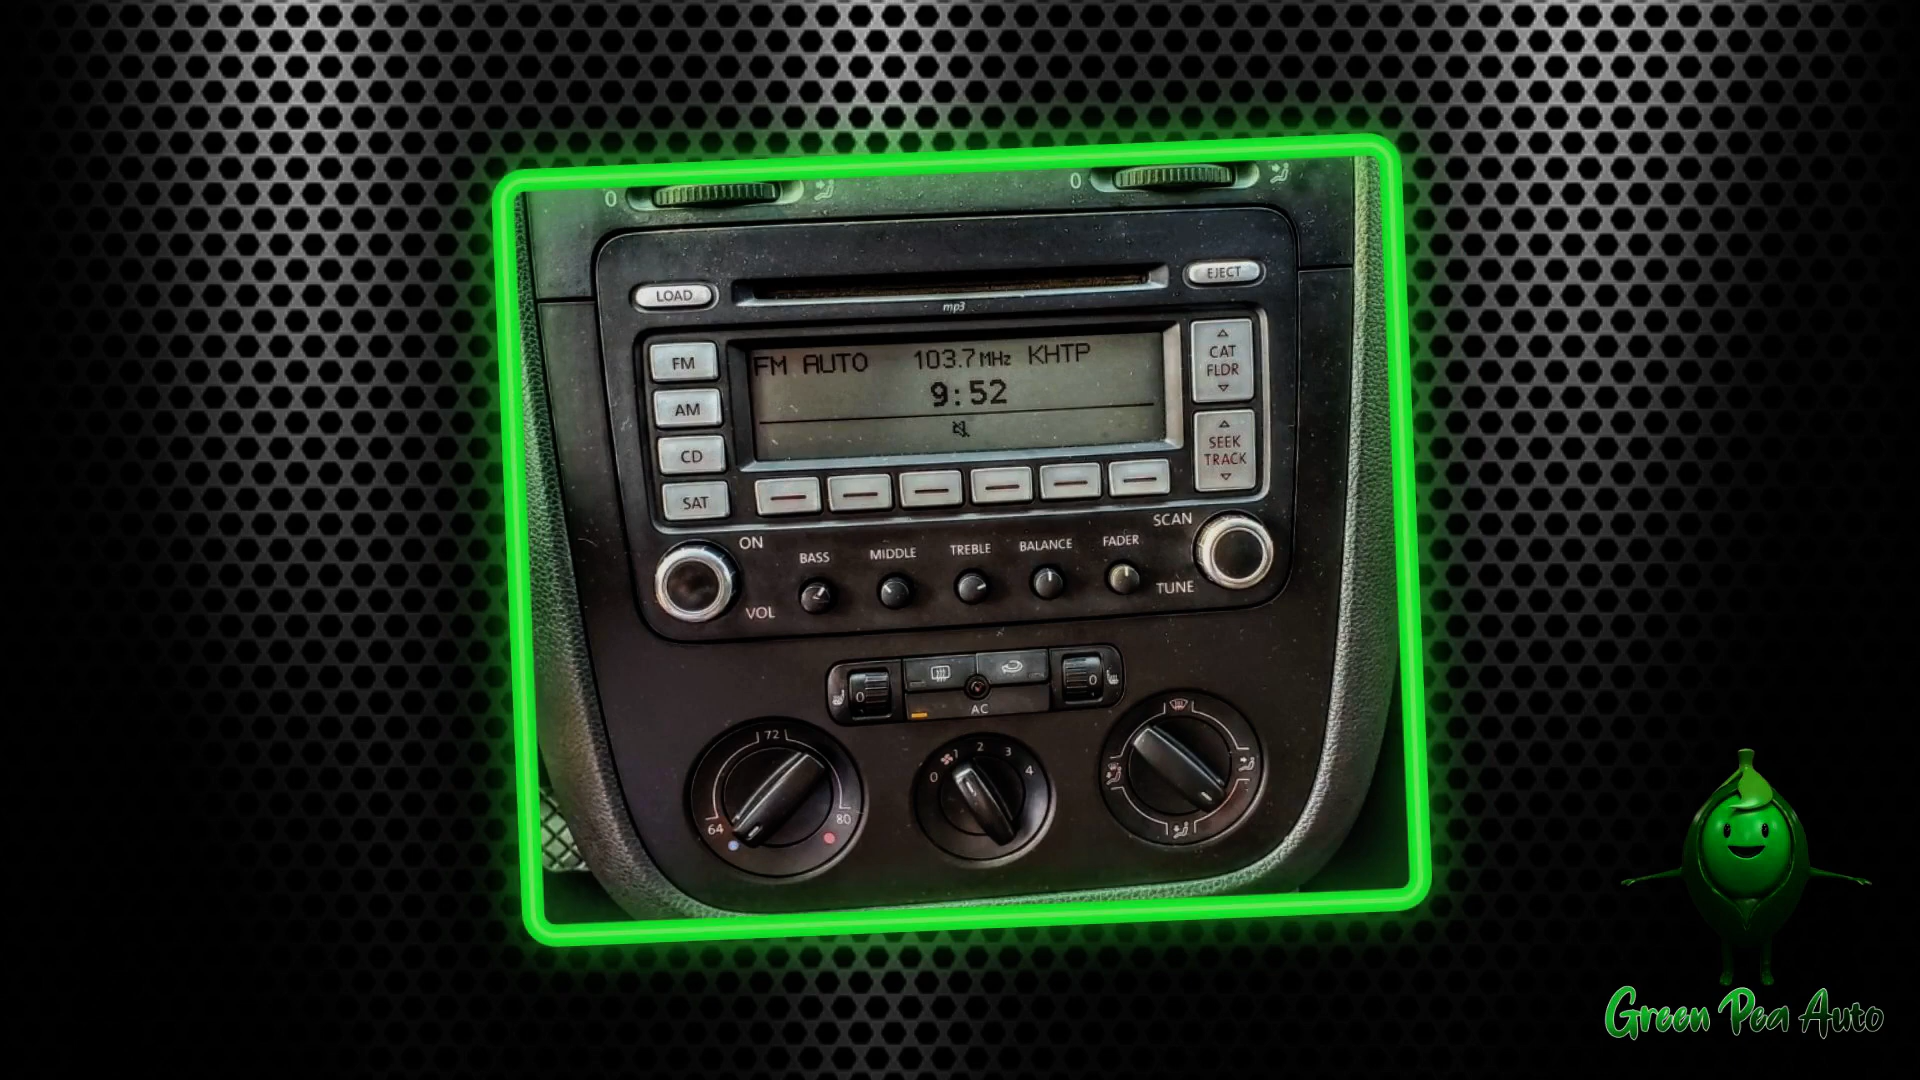 0
0
LOAD
EJECT
mp3
FM AUTO 103.7 MHz KHTP
9:52
FM
AM
CD
SAT
CAT
FLDR
SEEK
TRACK
ON
VOL
BASS
MIDDLE
TREBLE
BALANCE
FADER
SCAN
TUNE
0
0
AC
64
72
80
0
1
2
3
4
Green Pea Auto